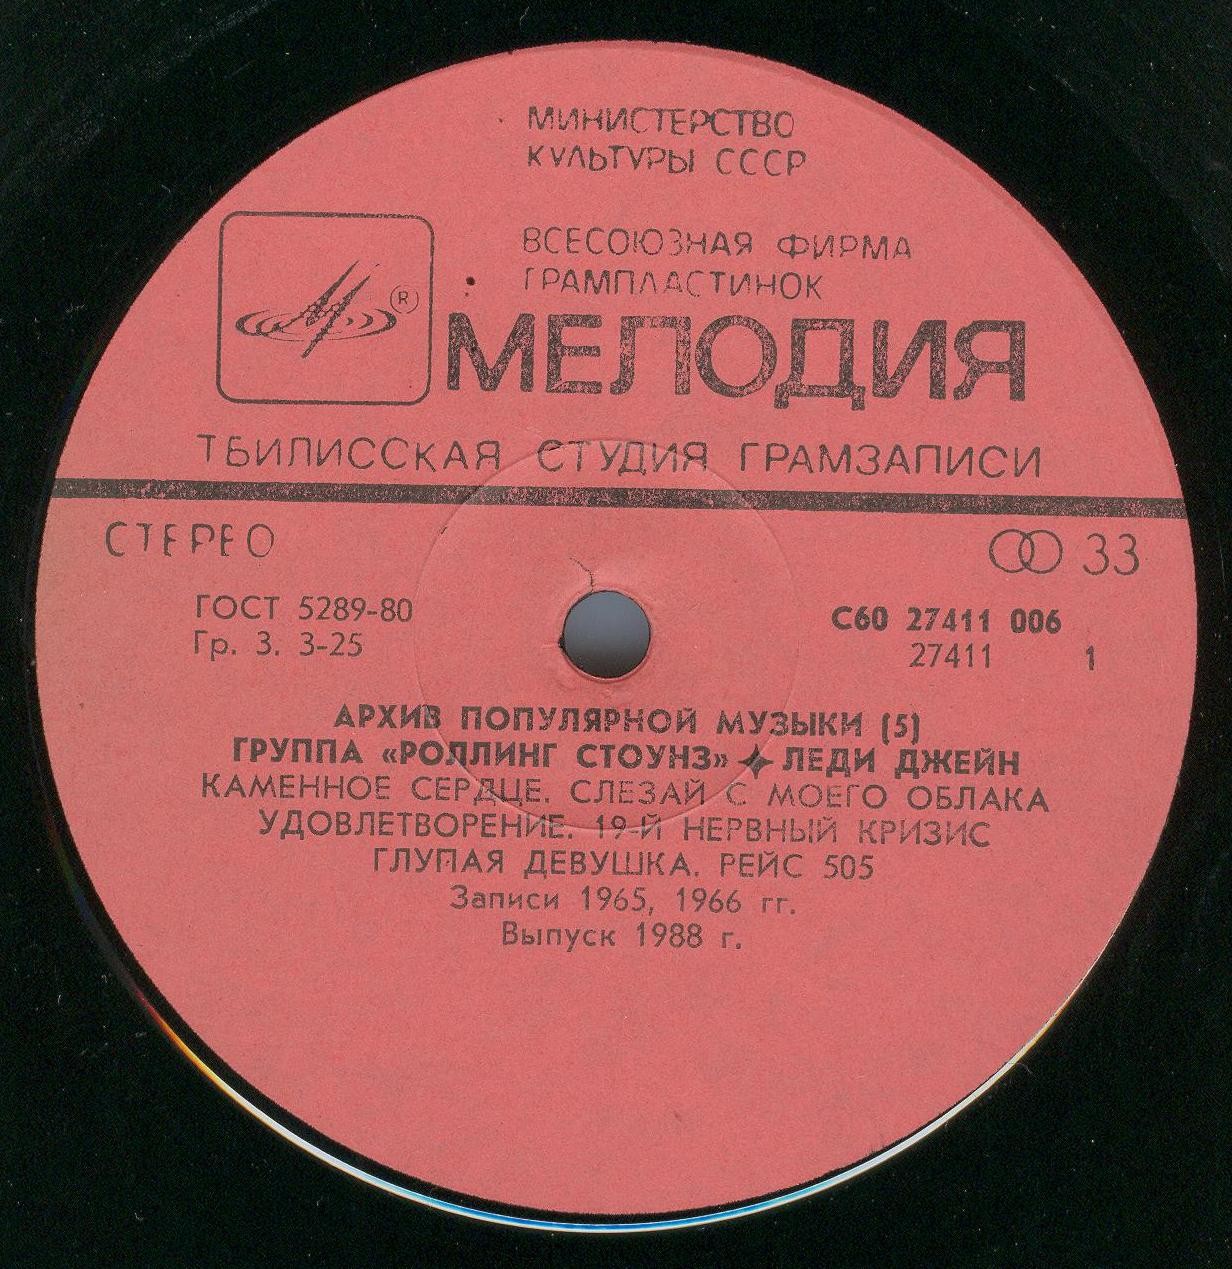 МИНИСТЕРСТВО
КУЛЬТУРЫ СССР
ВСЕСОЮЗНАЯ ФИРМА
ГРАМПЛАСТИНОК
®
МЕЛОДИЯ
ТБИЛИССКАЯ СТУДИЯ ГРАМЗАПИСИ
СТЕРЕО
33
ГОСТ 5289-80
Гр. 3. 3-25
С60 27411 006
27411 1
АРХИВ ПОПУЛЯРНОЙ МУЗЫКИ (5)
ГРУППА «РОЛЛИНГ СТОУНЗ» ✦ ЛЕДИ ДЖЕЙН
КАМЕННОЕ СЕРДЦЕ. СЛЕЗАЙ С МОЕГО ОБЛАКА
УДОВЛЕТВОРЕНИЕ. 19-Й НЕРВНЫЙ КРИЗИС
ГЛУПАЯ ДЕВУШКА. РЕЙС 505
Записи 1965, 1966 гг.
Выпуск 1988 г.